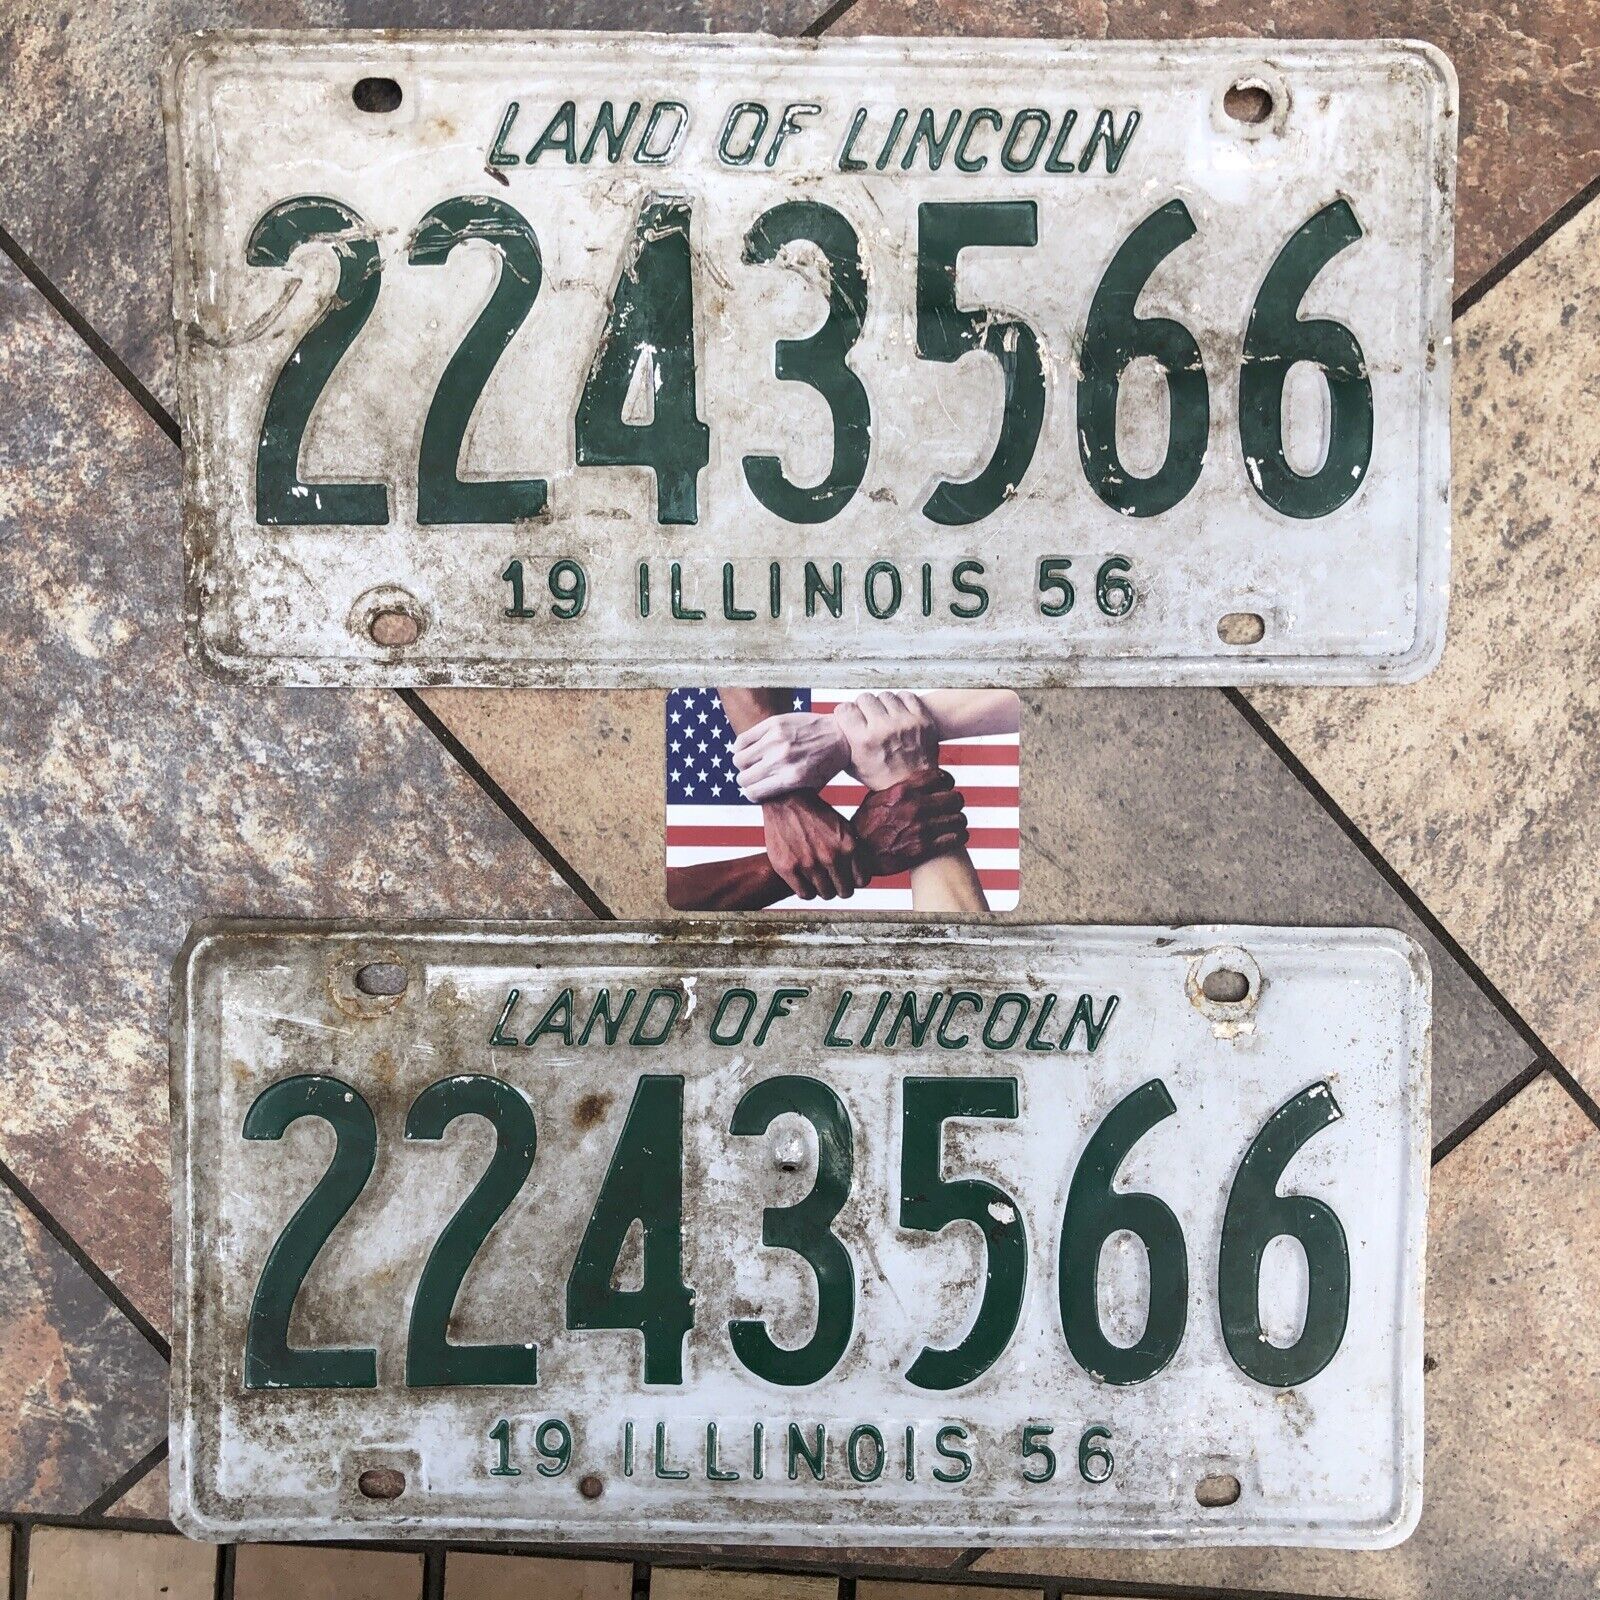 LAND OF LINCOLN
2243566
19 ILLINOIS 56
LAND OF LINCOLN
2243566
19 ILLINOIS 56